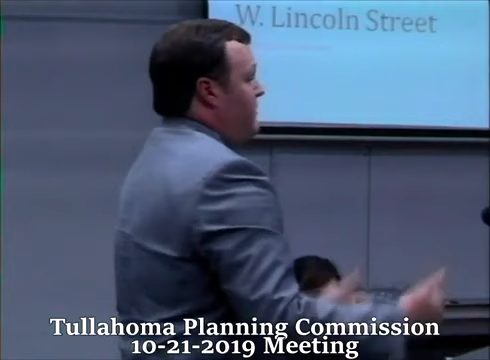 W. Lincoln Street
Tullahoma Planning Commission
10-21-2019 Meeting